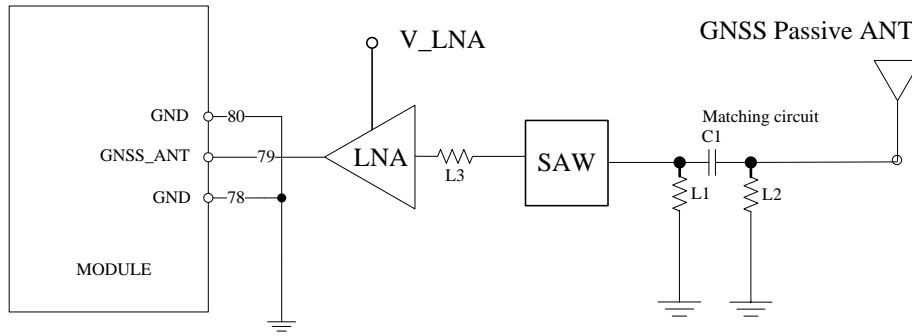 V_LNA
GNSS Passive ANT
GND
80
Matching circuit
C1
GNSS_ANT
79
LNA
L3
SAW
GND
78
L1
L2
MODULE